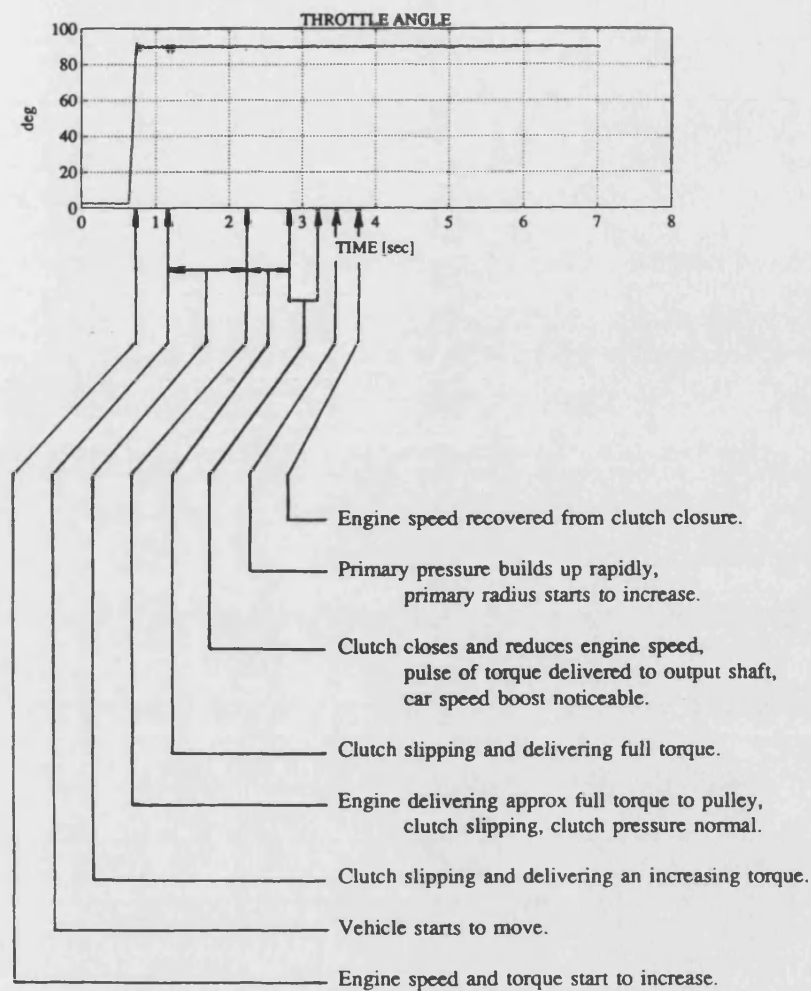 THROTTLE ANGLE
100
80
60
40
20
0
deg
0 1 2 3 4 5 6 7 8
TIME [sec]
Engine speed recovered from clutch closure.
Primary pressure builds up rapidly,
primary radius starts to increase.
Clutch closes and reduces engine speed,
pulse of torque delivered to output shaft,
car speed boost noticeable.
Clutch slipping and delivering full torque.
Engine delivering approx full torque to pulley,
clutch slipping, clutch pressure normal.
Clutch slipping and delivering an increasing torque.
Vehicle starts to move.
Engine speed and torque start to increase.